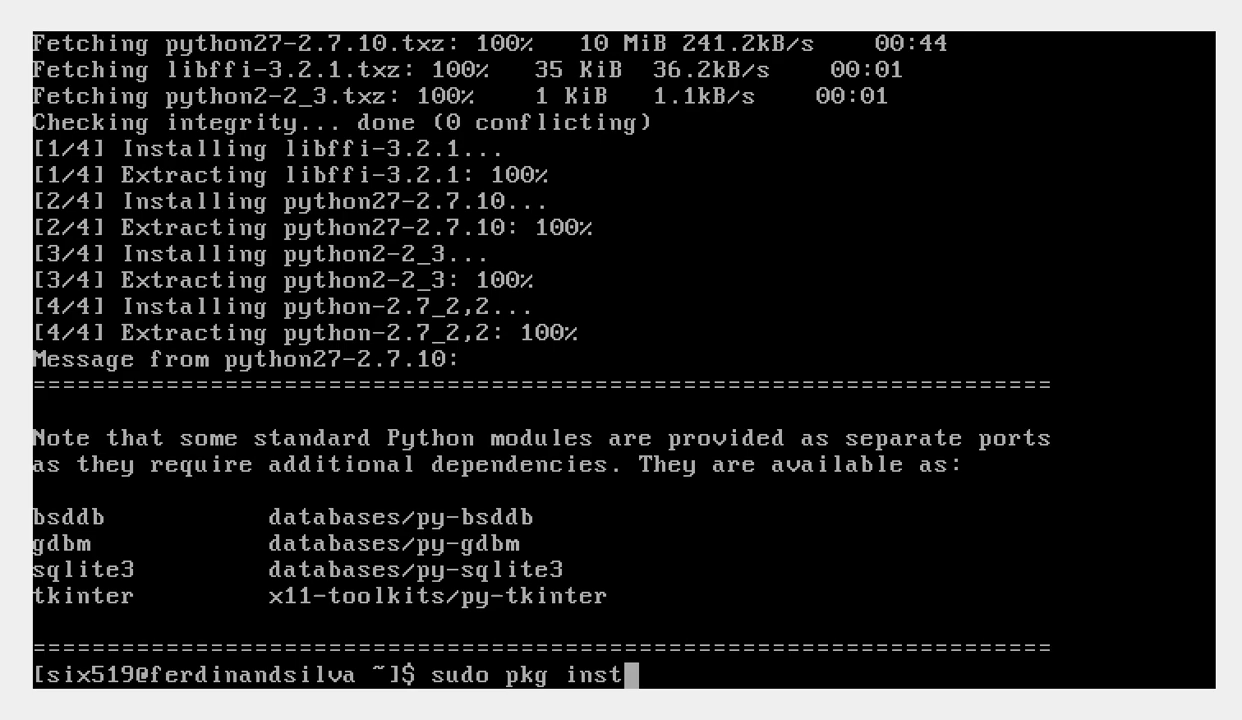 Fetching python27-2.7.10.txz: 100%   10 MiB 241.2kB/s    00:44
Fetching libffi-3.2.1.txz: 100%   35 KiB  36.2kB/s    00:01
Fetching python2-2_3.txz: 100%    1 KiB   1.1kB/s    00:01
Checking integrity... done (0 conflicting)
[1/4] Installing libffi-3.2.1...
[1/4] Extracting libffi-3.2.1: 100%
[2/4] Installing python27-2.7.10...
[2/4] Extracting python27-2.7.10: 100%
[3/4] Installing python2-2_3...
[3/4] Extracting python2-2_3: 100%
[4/4] Installing python-2.7_2,2...
[4/4] Extracting python-2.7_2,2: 100%
Message from python27-2.7.10:
=====================================================================

Note that some standard Python modules are provided as separate ports
as they require additional dependencies. They are available as:

bsddb           databases/py-bsddb
gdbm            databases/py-gdbm
sqlite3         databases/py-sqlite3
tkinter         x11-toolkits/py-tkinter

=====================================================================
[six519@ferdinandsilva ~]$ sudo pkg inst